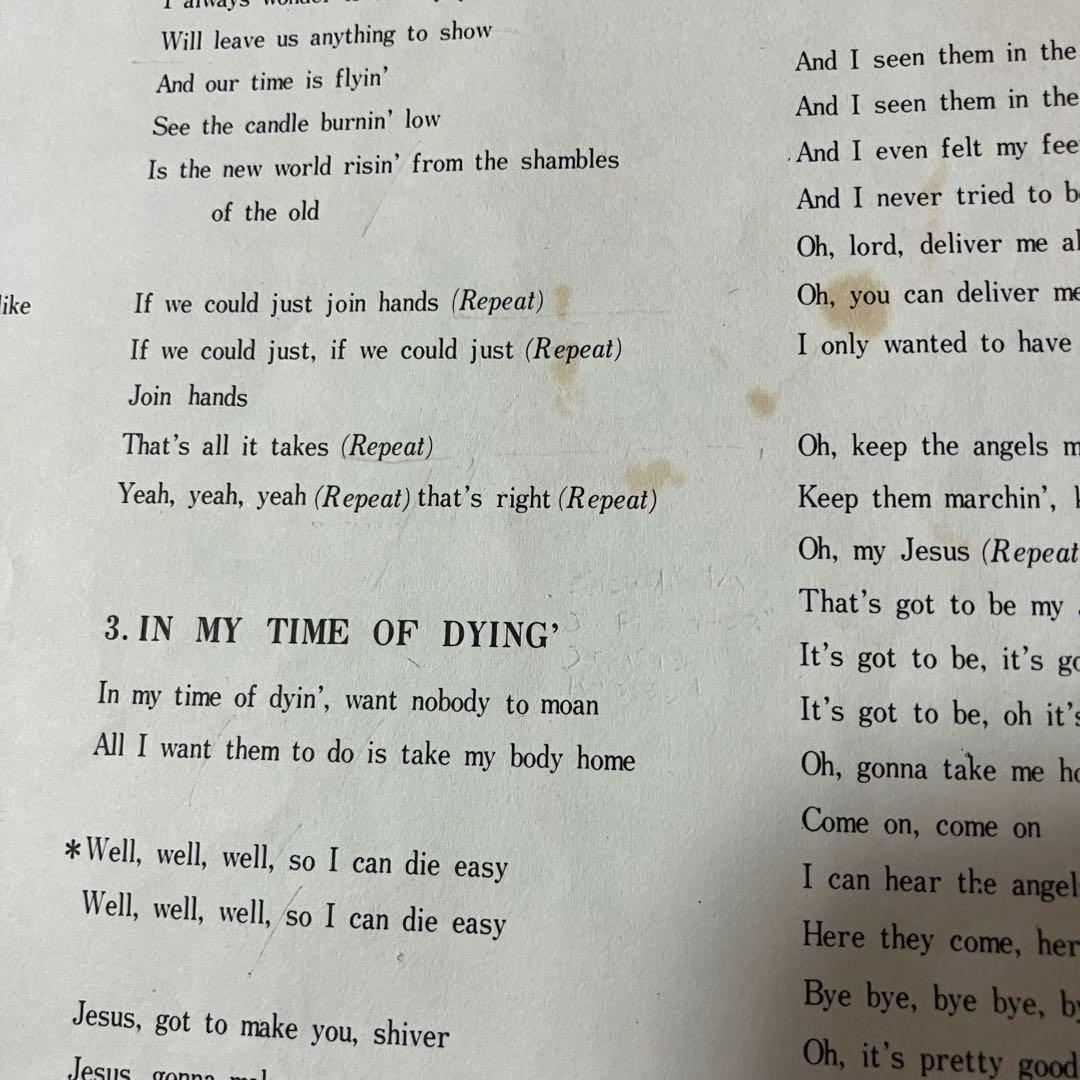 Will leave us anything to show
And our time is flyin'
See the candle burnin' low
Is the new world risin' from the shambles
of the old
like
If we could just join hands (Repeat)
If we could just, if we could just (Repeat)
Join hands
That's all it takes (Repeat)
Yeah, yeah, yeah (Repeat) that's right (Repeat)
3. IN MY TIME OF DYING'
In my time of dyin', want nobody to moan
All I want them to do is take my body home
*Well, well, well, so I can die easy
Well, well, well, so I can die easy
Jesus, got to make you, shiver
Jesus, gonna
And I seen them in the
And I seen them in the
And I even felt my
And I never tried to
Oh, lord, deliver me
Oh, you can deliver me
I only wanted to have
Oh, keep the angels
Keep them marchin',
Oh, my Jesus (Repeat
That's got to be my
It's got to be, it's
It's got to be, oh it's
Oh, gonna take me
Come on, come on
I can hear the angel
Here they come,
Bye bye, bye bye,
Oh, it's pretty good